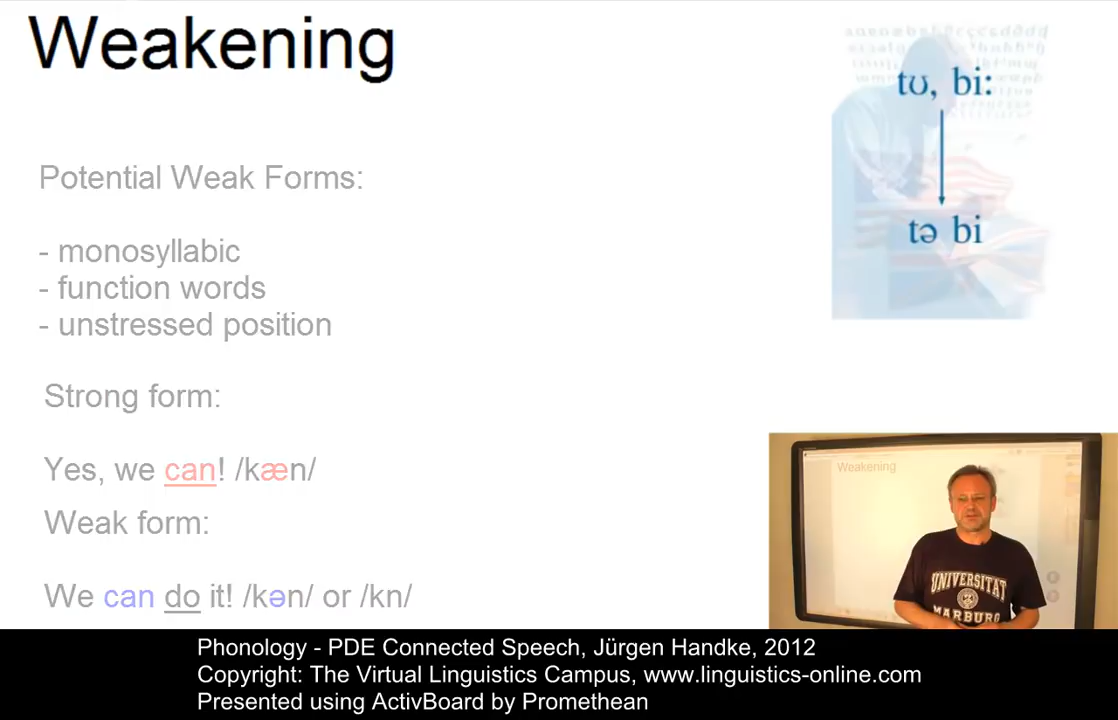 Weakening
tʊ, bi:
tə bi
Potential Weak Forms:
- monosyllabic
- function words
- unstressed position
Strong form:
Yes, we can! /kæn/
Weak form:
We can do it! /kən/ or /kn/
Weakening
UNIVERSITAT
MARBURG
Phonology - PDE Connected Speech, Jürgen Handke, 2012
Copyright: The Virtual Linguistics Campus, www.linguistics-online.com
Presented using ActivBoard by Promethean